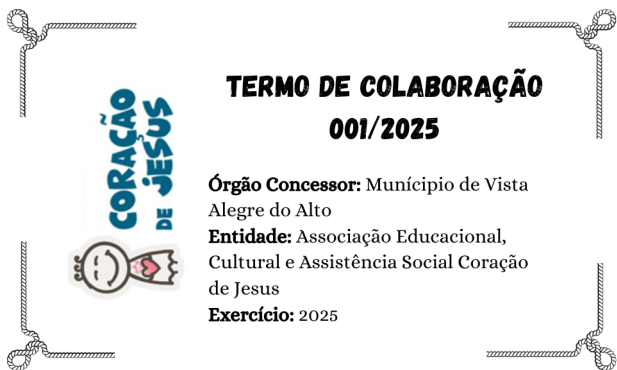 CORAÇÃO
DE JESUS
TERMO DE COLABORAÇÃO
001/2025
Órgão Concessor: Munícipio de Vista
Alegre do Alto
Entidade: Associação Educacional,
Cultural e Assistência Social Coração
de Jesus
Exercício: 2025